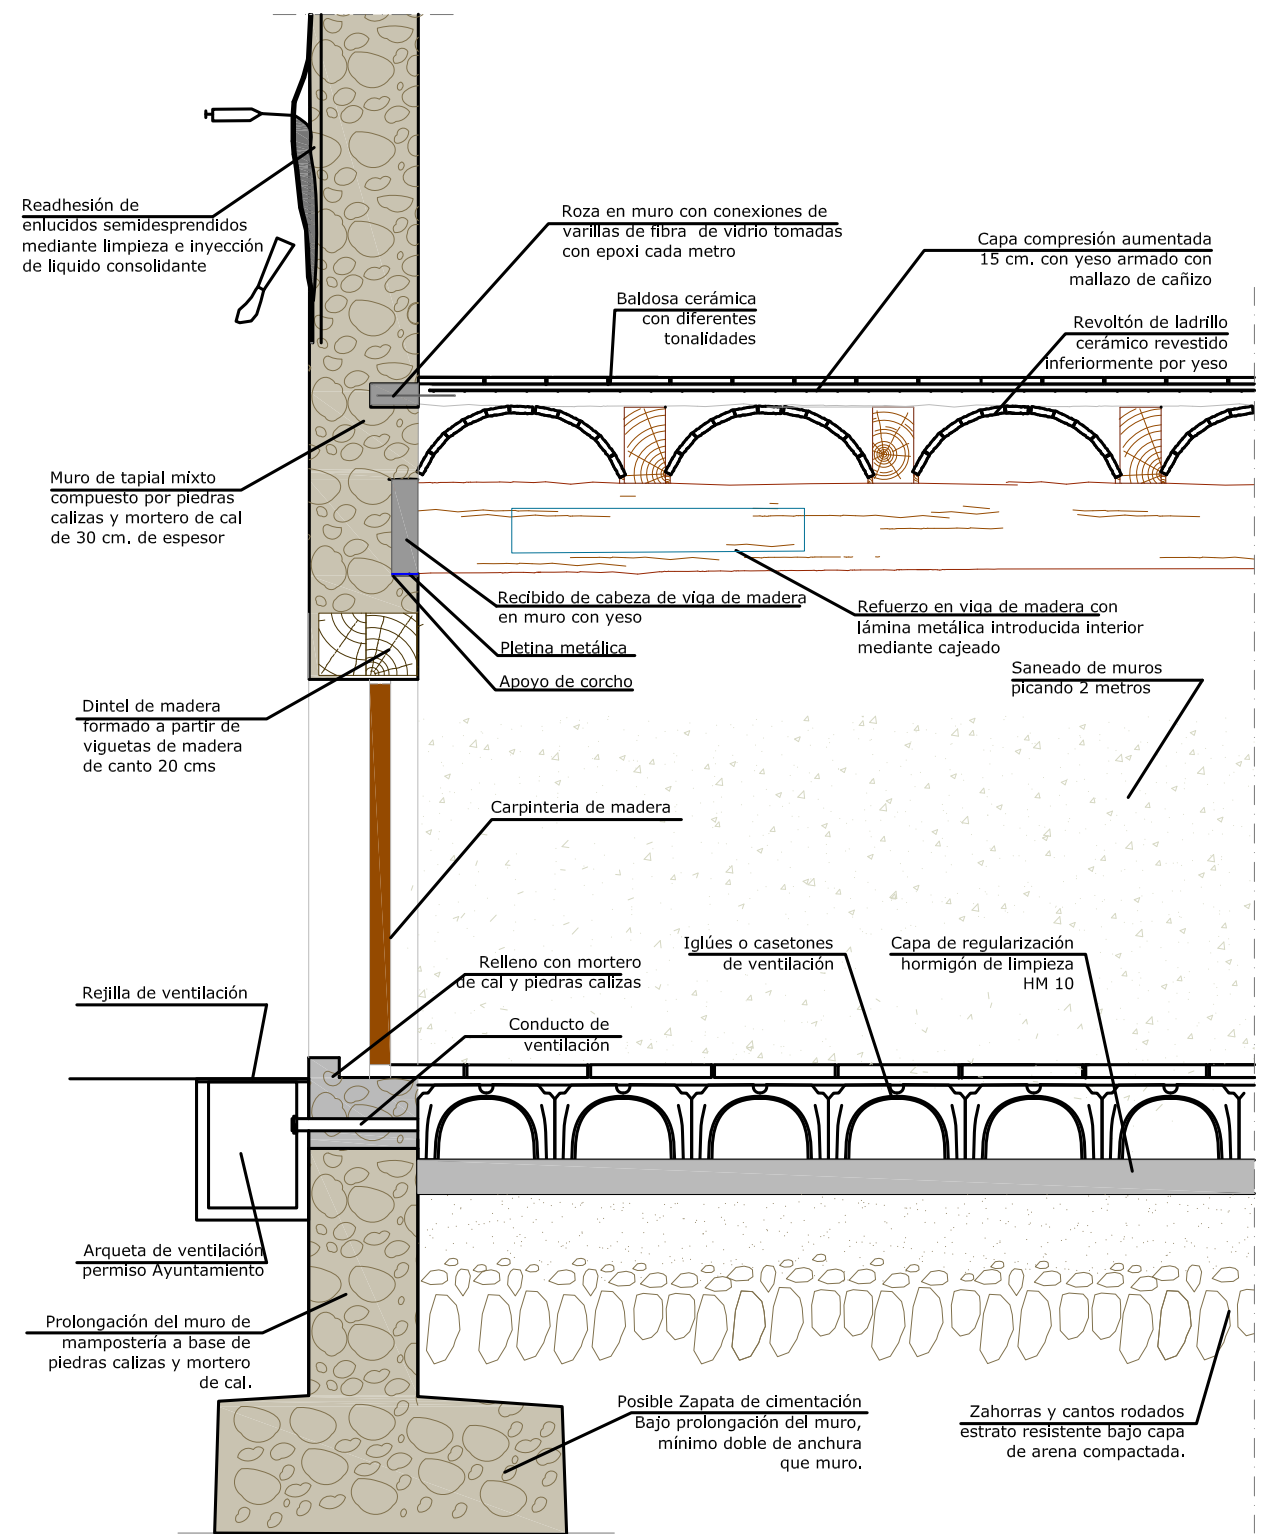 Readhesión de
enlucidos semidesprendidos
mediante limpieza e inyección
de liquido consolidante
Roza en muro con conexiones de
varillas de fibra de vidrio tomadas
con epoxi cada metro
Capa compresión aumentada
15 cm. con yeso armado con
mallazo de cañizo
Baldosa cerámica
con diferentes
tonalidades
Revoltón de ladrillo
cerámico revestido
inferiormente por yeso
Muro de tapial mixto
compuesto por piedras
calizas y mortero de cal
de 30 cm. de espesor
Recibido de cabeza de viga de madera
en muro con yeso
Pletina metálica
Apoyo de corcho
Refuerzo en viga de madera con
lámina metálica introducida interior
mediante cajeado
Saneado de muros
picando 2 metros
Dintel de madera
formado a partir de
viguetas de madera
de canto 20 cms
Carpinteria de madera
Iglúes o casetones
de ventilación
Capa de regularización
hormigón de limpieza
HM 10
Relleno con mortero
de cal y piedras calizas
Rejilla de ventilación
Conducto de
ventilación
Arqueta de ventilación
permiso Ayuntamiento
Prolongación del muro de
mampostería a base de
piedras calizas y mortero
de cal.
Posible Zapata de cimentación
Bajo prolongación del muro,
mínimo doble de anchura
que muro.
Zahorras y cantos rodados
estrato resistente bajo capa
de arena compactada.